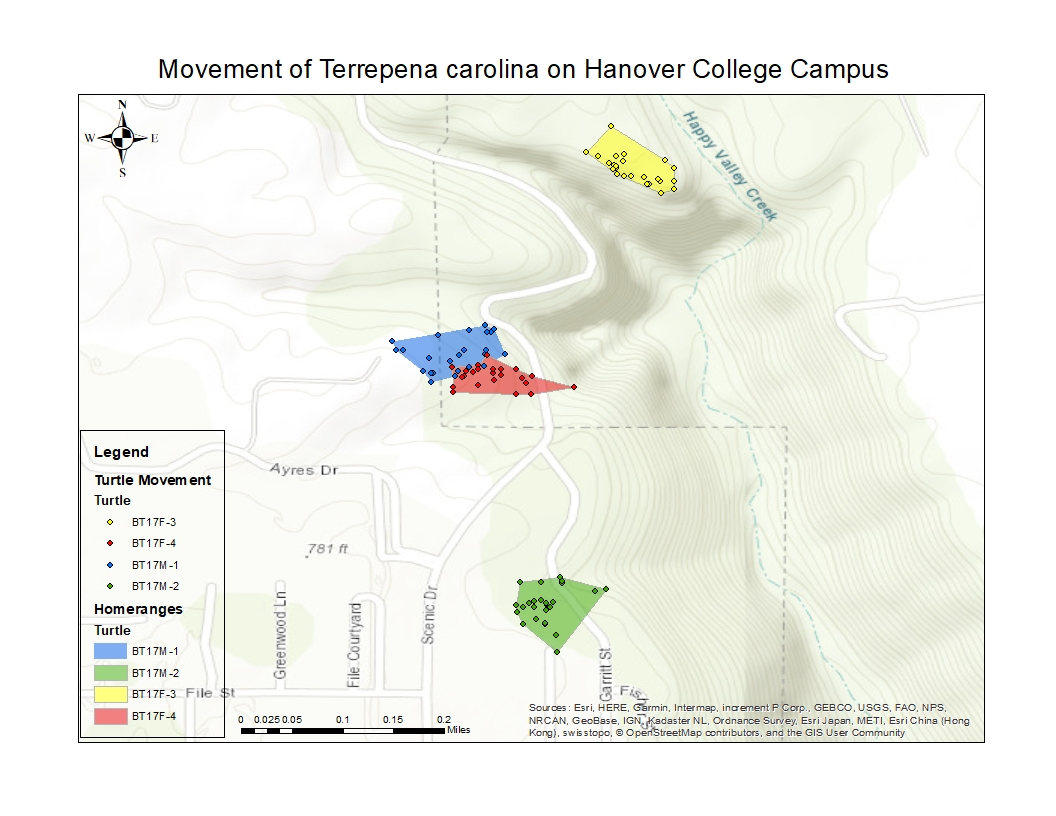 Movement of Terrepena carolina on Hanover College Campus
N
W E
S
Happy Valley Creek
Ayres Dr
781 ft
Greenwood Ln
File Courtyard
Scenic Dr
Garritt St
File St
Legend
Turtle Movement
Turtle
BT17F-3
BT17F-4
BT17M-1
BT17M-2
Homeranges
Turtle
BT17M-1
BT17M-2
BT17F-3
BT17F-4
0 0.025 0.05 0.1 0.15 0.2
Miles
Sources: Esri, HERE, Garmin, Intermap, increment P Corp., GEBCO, USGS, FAO, NPS,
NRCAN, GeoBase, IGN, Kadaster NL, Ordnance Survey, Esri Japan, METI, Esri China (Hong
Kong), swisstopo, © OpenStreetMap contributors, and the GIS User Community